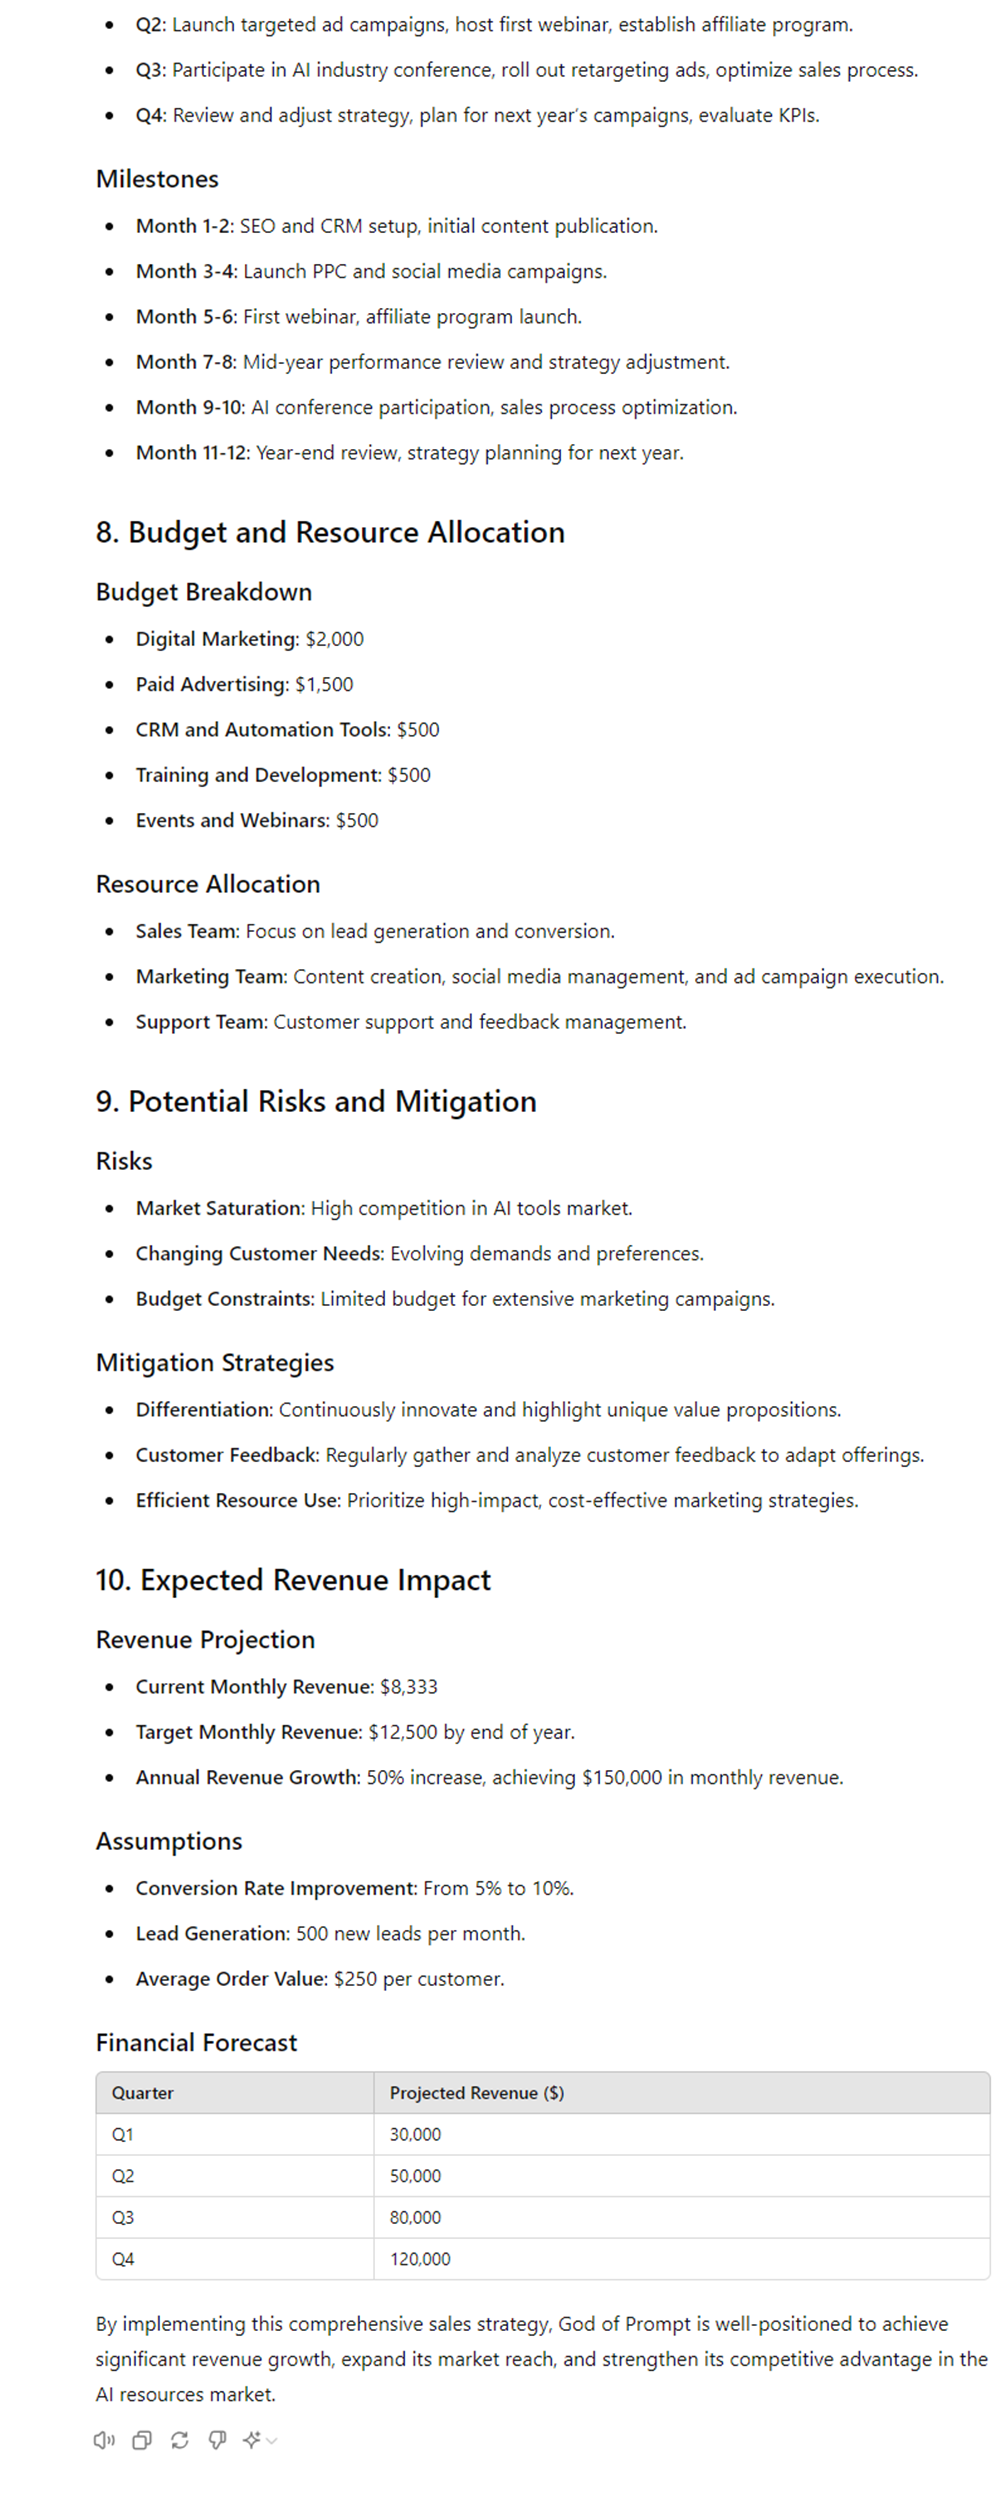 • Q2: Launch targeted ad campaigns, host first webinar, establish affiliate program.
• Q3: Participate in AI industry conference, roll out retargeting ads, optimize sales process.
• Q4: Review and adjust strategy, plan for next year's campaigns, evaluate KPIs.
Milestones
• Month 1-2: SEO and CRM setup, initial content publication.
• Month 3-4: Launch PPC and social media campaigns.
• Month 5-6: First webinar, affiliate program launch.
• Month 7-8: Mid-year performance review and strategy adjustment.
• Month 9-10: AI conference participation, sales process optimization.
• Month 11-12: Year-end review, strategy planning for next year.
8. Budget and Resource Allocation
Budget Breakdown
• Digital Marketing: $2,000
• Paid Advertising: $1,500
• CRM and Automation Tools: $500
• Training and Development: $500
• Events and Webinars: $500
Resource Allocation
• Sales Team: Focus on lead generation and conversion.
• Marketing Team: Content creation, social media management, and ad campaign execution.
• Support Team: Customer support and feedback management.
9. Potential Risks and Mitigation
Risks
• Market Saturation: High competition in AI tools market.
• Changing Customer Needs: Evolving demands and preferences.
• Budget Constraints: Limited budget for extensive marketing campaigns.
Mitigation Strategies
• Differentiation: Continuously innovate and highlight unique value propositions.
• Customer Feedback: Regularly gather and analyze customer feedback to adapt offerings.
• Efficient Resource Use: Prioritize high-impact, cost-effective marketing strategies.
10. Expected Revenue Impact
Revenue Projection
• Current Monthly Revenue: $8,333
• Target Monthly Revenue: $12,500 by end of year.
• Annual Revenue Growth: 50% increase, achieving $150,000 in monthly revenue.
Assumptions
• Conversion Rate Improvement: From 5% to 10%.
• Lead Generation: 500 new leads per month.
• Average Order Value: $250 per customer.
Financial Forecast
Quarter Projected Revenue ($)
Q1 30,000
Q2 50,000
Q3 80,000
Q4 120,000
By implementing this comprehensive sales strategy, God of Prompt is well-positioned to achieve
significant revenue growth, expand its market reach, and strengthen its competitive advantage in the
AI resources market.